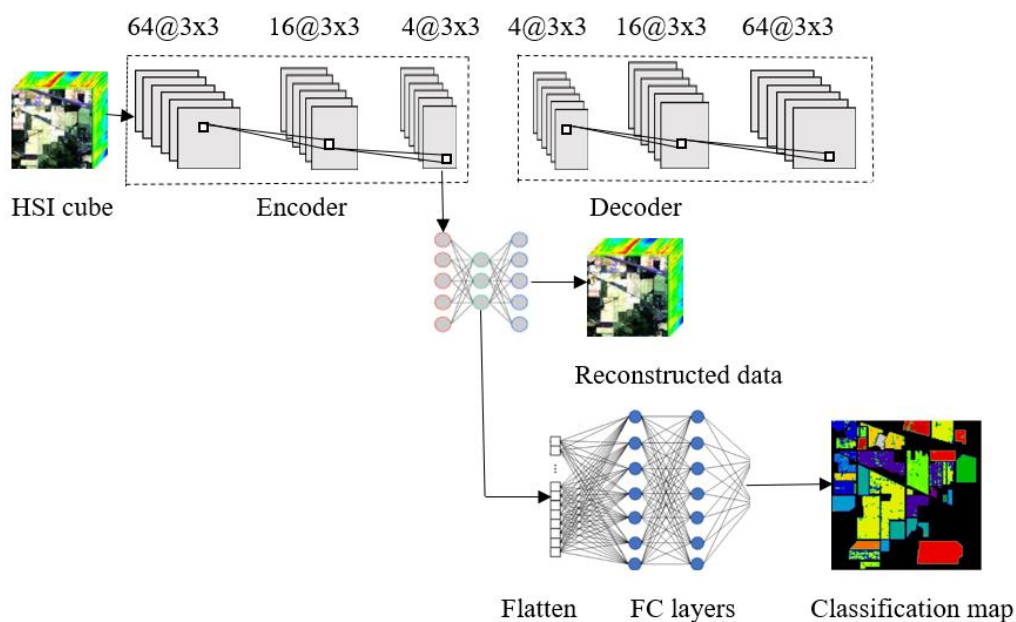 64@3x3 16@3x3 4@3x3 4@3x3 16@3x3 64@3x3
HSI cube Encoder Decoder
Reconstructed data
Flatten FC layers Classification map